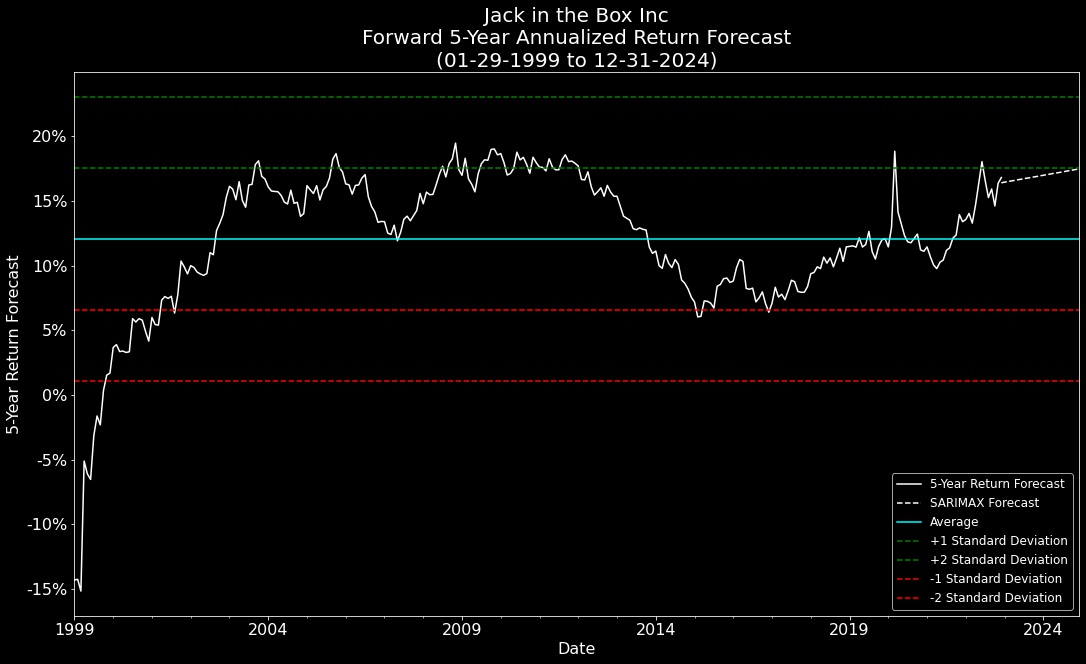 Jack in the Box Inc
Forward 5-Year Annualized Return Forecast
(01-29-1999 to 12-31-2024)
5-Year Return Forecast
20%
15%
10%
5%
0%
-5%
-10%
-15%
5-Year Return Forecast
SARIMAX Forecast
Average
+1 Standard Deviation
+2 Standard Deviation
-1 Standard Deviation
-2 Standard Deviation
1999 2004 2009 2014 2019 2024
Date